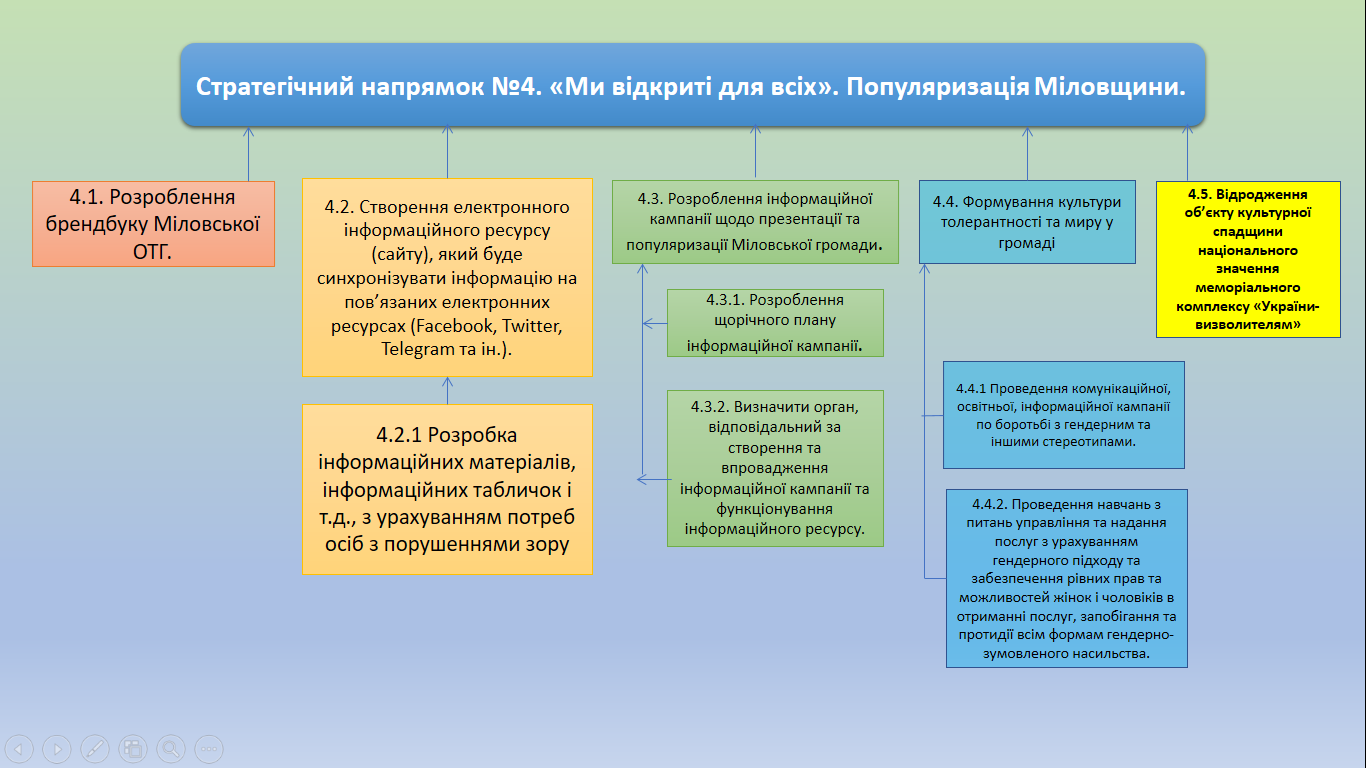 Стратегічний напрямок №4. «Ми відкриті для всіх». Популяризація Міловщини.
4.1. Розроблення
брендбуку Міловської
ОТГ.
4.2. Створення електронного
інформаційного ресурсу
(сайту), який буде
синхронізувати інформацію на
пов’язаних електронних
ресурсах (Facebook, Twitter,
Telegram та ін.).
4.2.1 Розробка
інформаційних матеріалів,
інформаційних табличок і
т.д., з урахуванням потреб
осіб з порушеннями зору
4.3. Розроблення інформаційної
кампанії щодо презентації та
популяризації Міловської громади.
4.3.1. Розроблення
щорічного плану
інформаційної кампанії.
4.3.2. Визначити орган,
відповідальний за
створення та
впровадження
інформаційної кампанії та
функціонування
інформаційного ресурсу.
4.4. Формування культури
толерантності та миру у
громаді
4.4.1 Проведення комунікаційної,
освітньої, інформаційної кампанії
по боротьбі з гендерним та
іншими стереотипами.
4.4.2. Проведення навчань з
питань управління та надання
послуг з урахуванням
гендерного підходу та
забезпечення рівних прав та
можливостей жінок і чоловіків в
отриманні послуг, запобігання та
протидії всім формам гендерно-
зумовленого насильства.
4.5. Відродження
об’єкту культурної
спадщини
національного
значення
меморіального
комплексу «України-
визволителям»